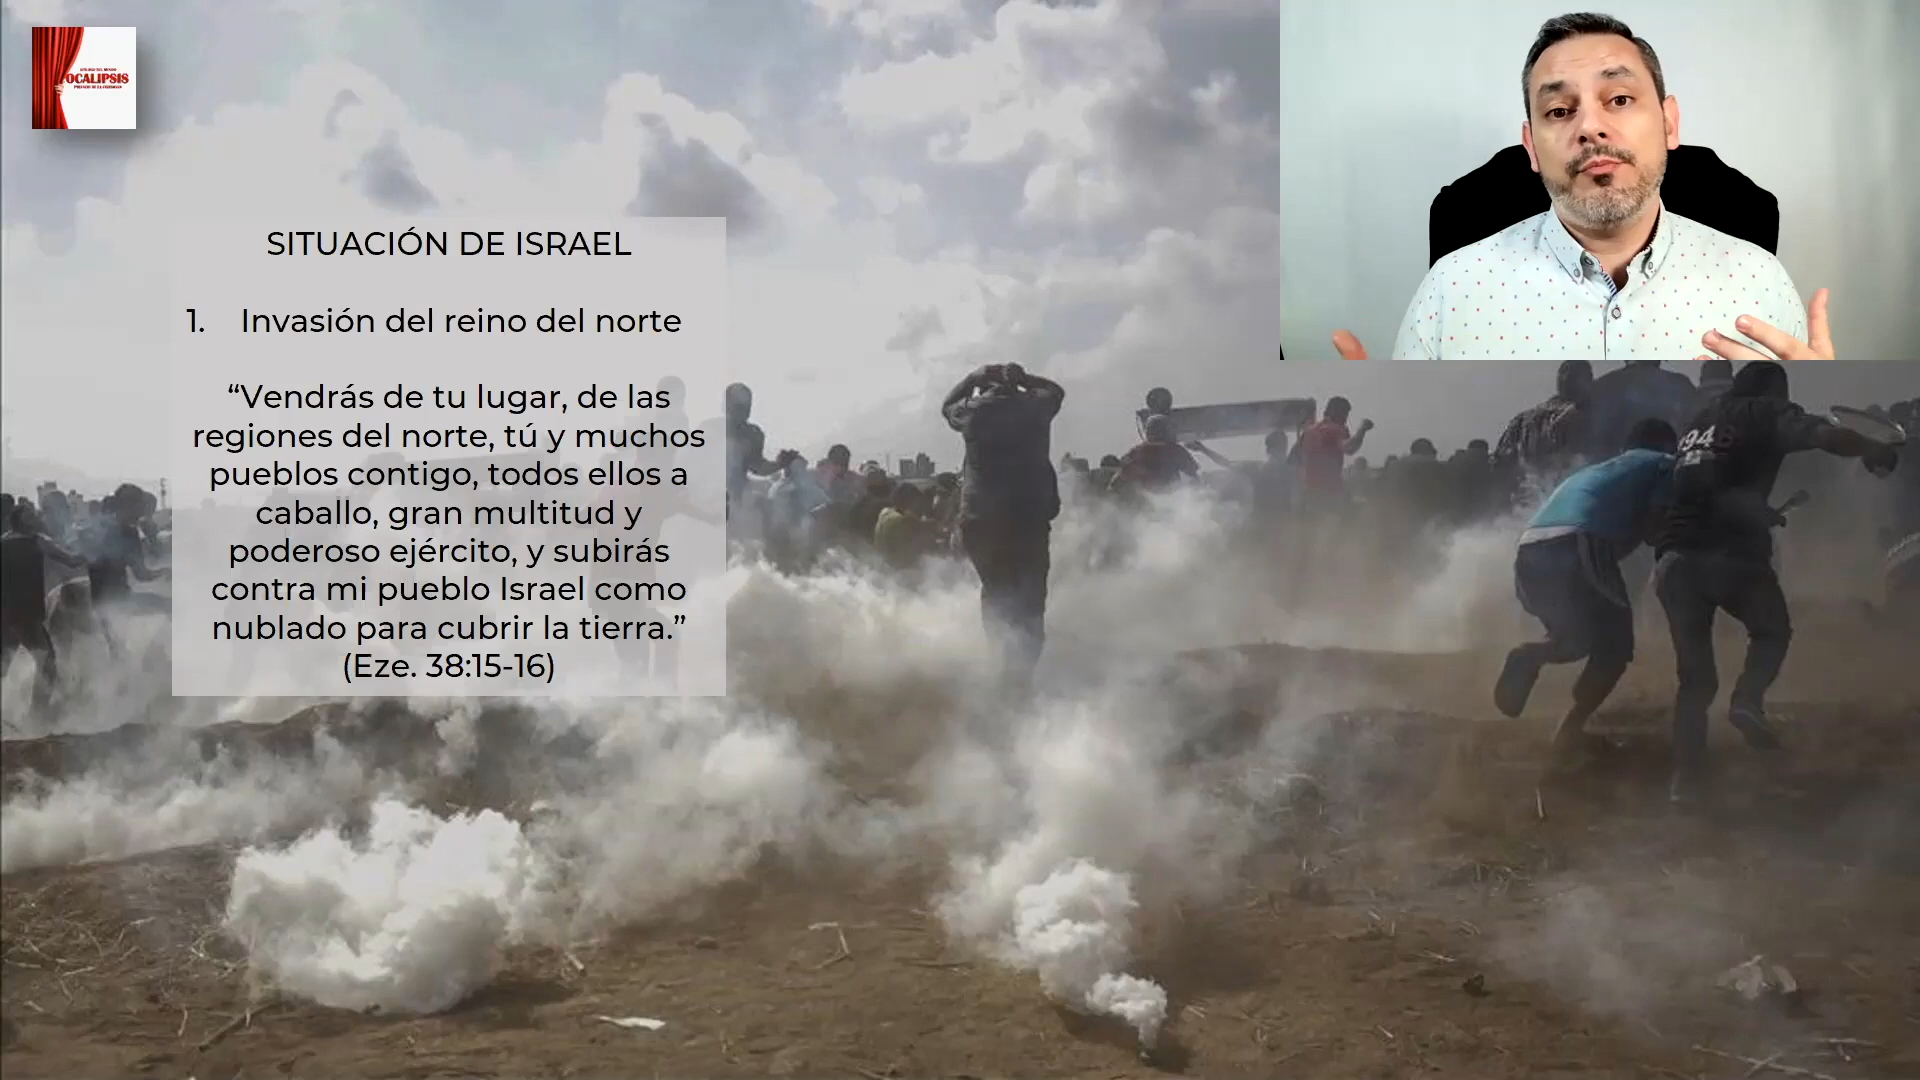 OCALIPSIS
SITUACIÓN DE ISRAEL
1. Invasión del reino del norte
“Vendrás de tu lugar, de las
regiones del norte, tú y muchos
pueblos contigo, todos ellos a
caballo, gran multitud y
poderoso ejército, y subirás
contra mi pueblo Israel como
nublado para cubrir la tierra.”
(Eze. 38:15-16)